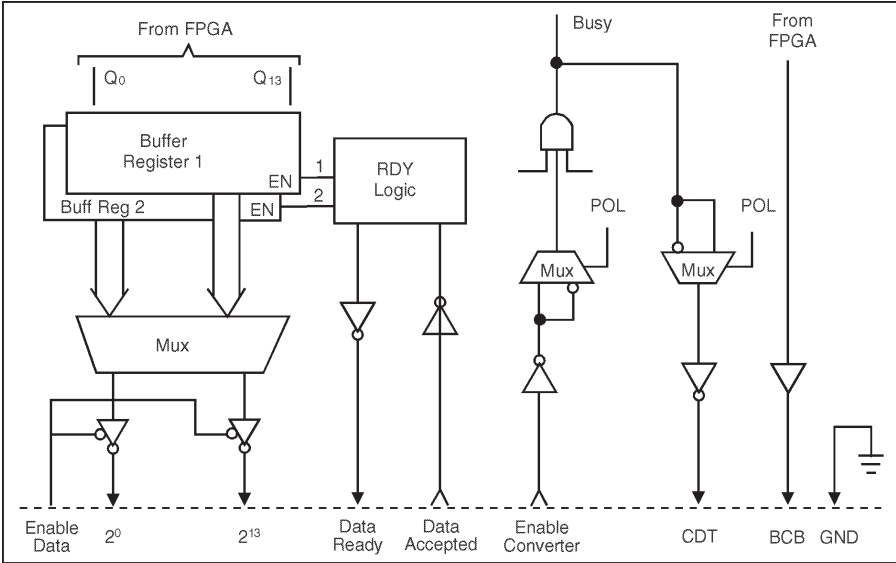 From FPGA
Q0
Q13
Buffer
Register 1
EN
Buff Reg 2
EN
1
2
RDY
Logic
Mux
Busy
POL
Mux
POL
Mux
From
FPGA
Enable
Data
2⁰
2¹³
Data
Ready
Data
Accepted
Enable
Converter
CDT
BCB
GND